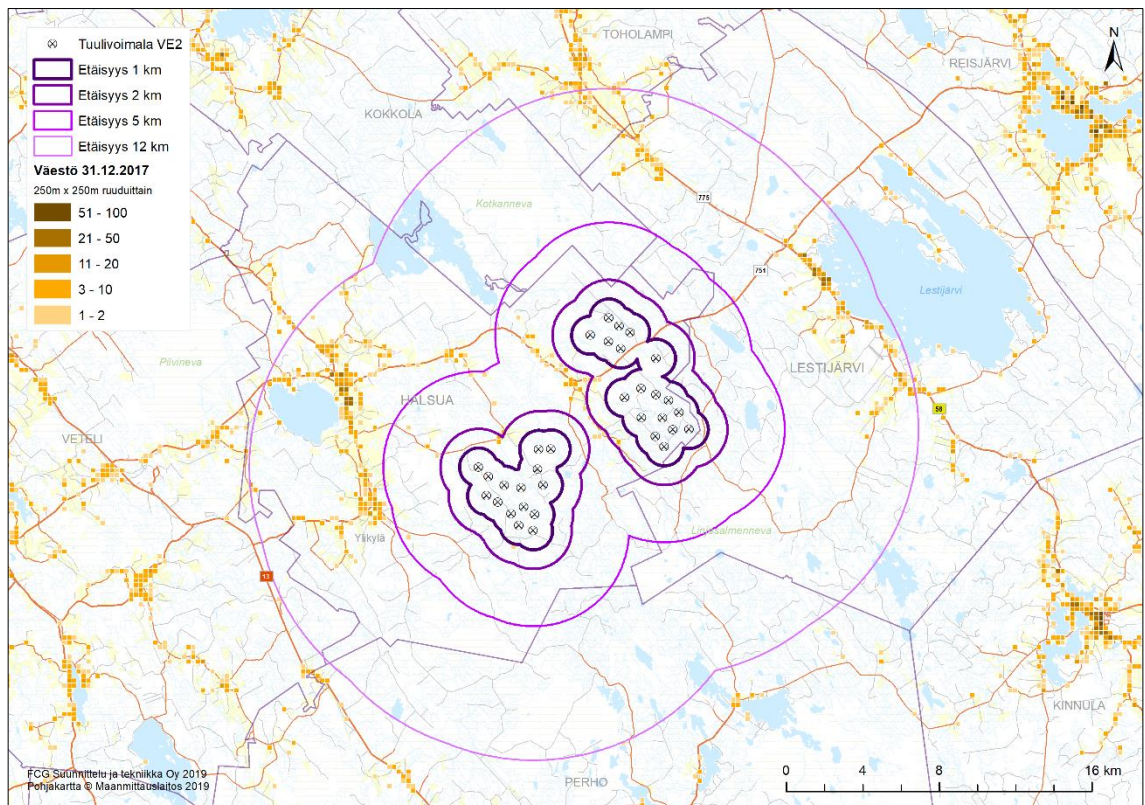 Tuulivoimala VE2
Etäisyys 1 km
Etäisyys 2 km
Etäisyys 5 km
Etäisyys 12 km
Väestö 31.12.2017
250m x 250m ruuduittain
51 - 100
21 - 50
11 - 20
3 - 10
1 - 2
TOHOLAMPI
N
REISJÄRVI
KOKKOLA
775
Kotkanneva
751
Lestijärvi
Pilvineva
LESTIJÄRVI
HALSUA
58
VETELI
Ylikylä
13
KINNULA
FCG Suunnittelu ja tekniikka Oy 2019
Pohjakartta © Maanmittauslaitos 2019
PERHO
0 4 8 16 km